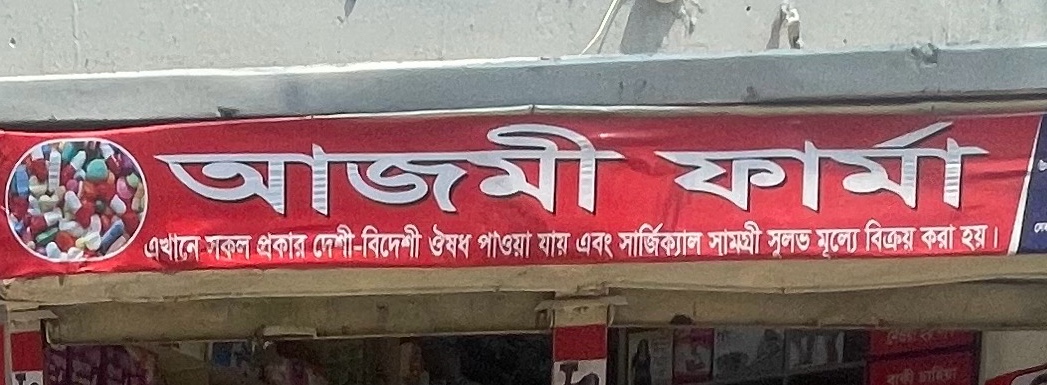 আজমী ফার্মা
এখানে সকল প্রকার দেশী-বিদেশী ঔষধ পাওয়া যায় এবং সার্জিক্যাল সামগ্রী সুলভ মূল্যে বিক্রয় করা হয়।